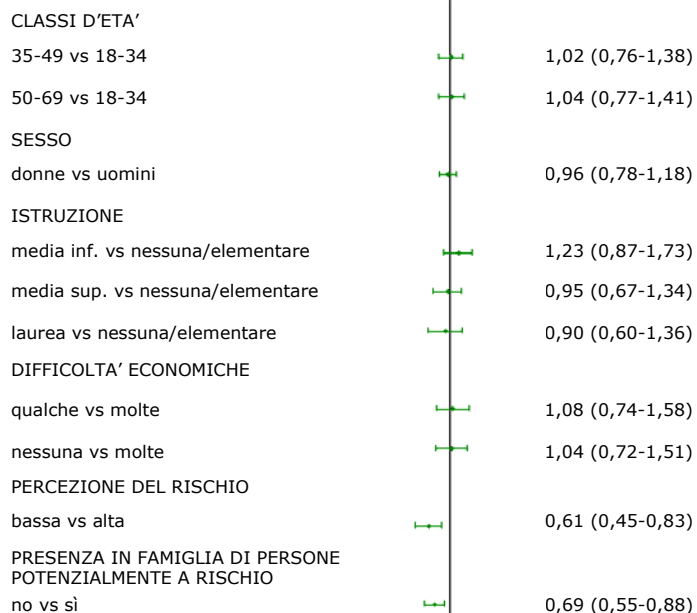 CLASSI D’ETA’
35-49 vs 18-34 1,02 (0,76-1,38)
50-69 vs 18-34 1,04 (0,77-1,41)
SESSO
donne vs uomini 0,96 (0,78-1,18)
ISTRUZIONE
media inf. vs nessuna/elementare 1,23 (0,87-1,73)
media sup. vs nessuna/elementare 0,95 (0,67-1,34)
laurea vs nessuna/elementare 0,90 (0,60-1,36)
DIFFICOLTA’ ECONOMICHE
qualche vs molte 1,08 (0,74-1,58)
nessuna vs molte 1,04 (0,72-1,51)
PERCEZIONE DEL RISCHIO
bassa vs alta 0,61 (0,45-0,83)
PRESENZA IN FAMIGLIA DI PERSONE
POTENZIALMENTE A RISCHIO
no vs sì 0,69 (0,55-0,88)